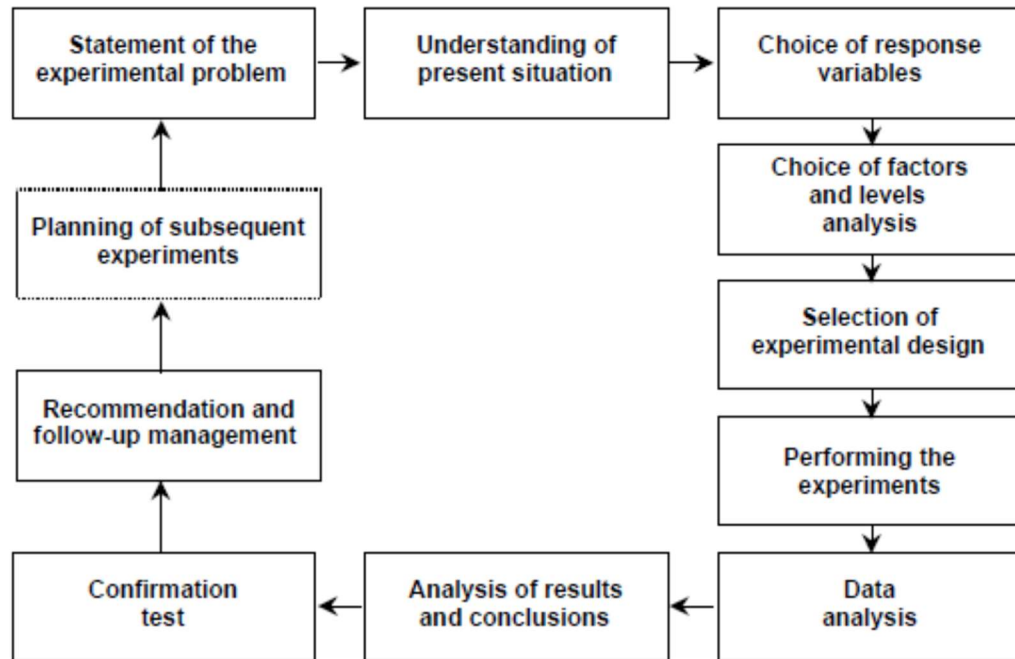 Statement of the
experimental problem
Understanding of
present situation
Choice of response
variables
Choice of factors
and levels
analysis
Selection of
experimental design
Performing the
experiments
Data
analysis
Analysis of results
and conclusions
Confirmation
test
Recommendation and
follow-up management
Planning of subsequent
experiments